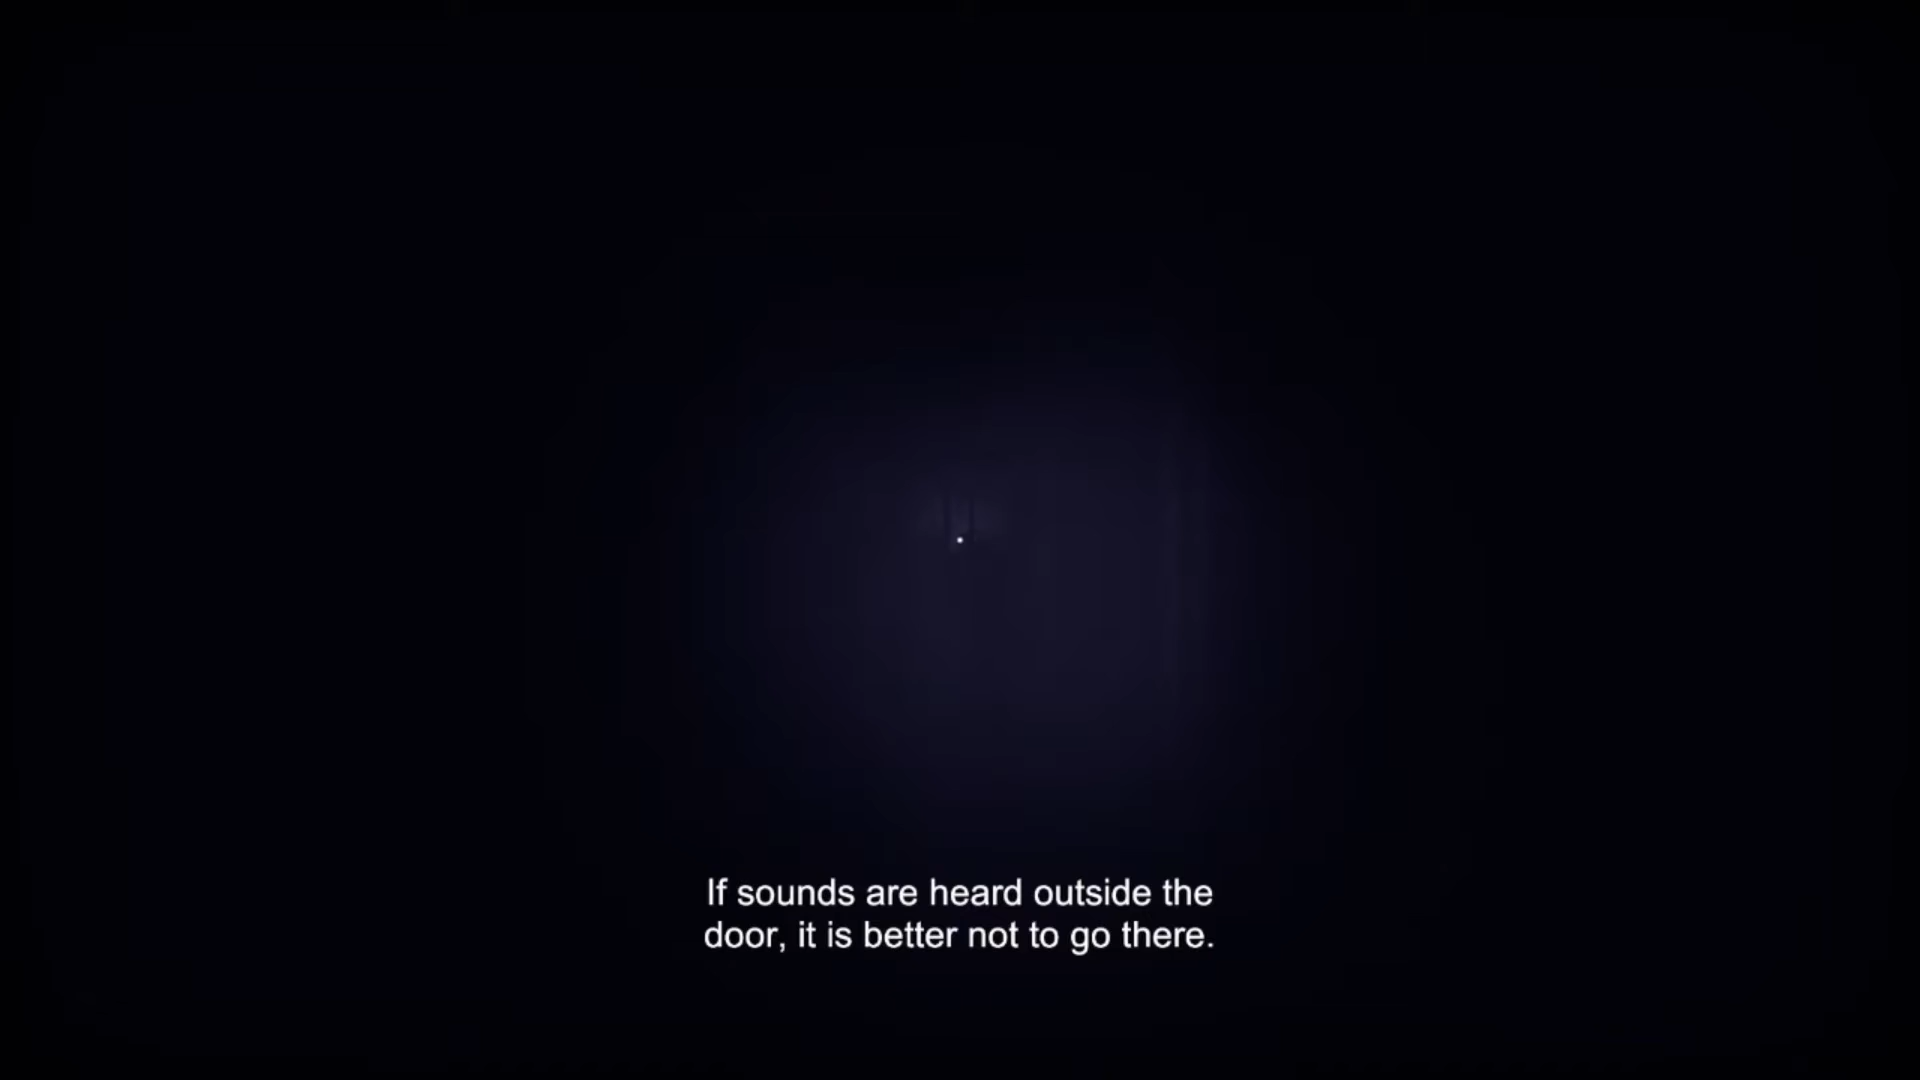 If sounds are heard outside the
door, it is better not to go there.